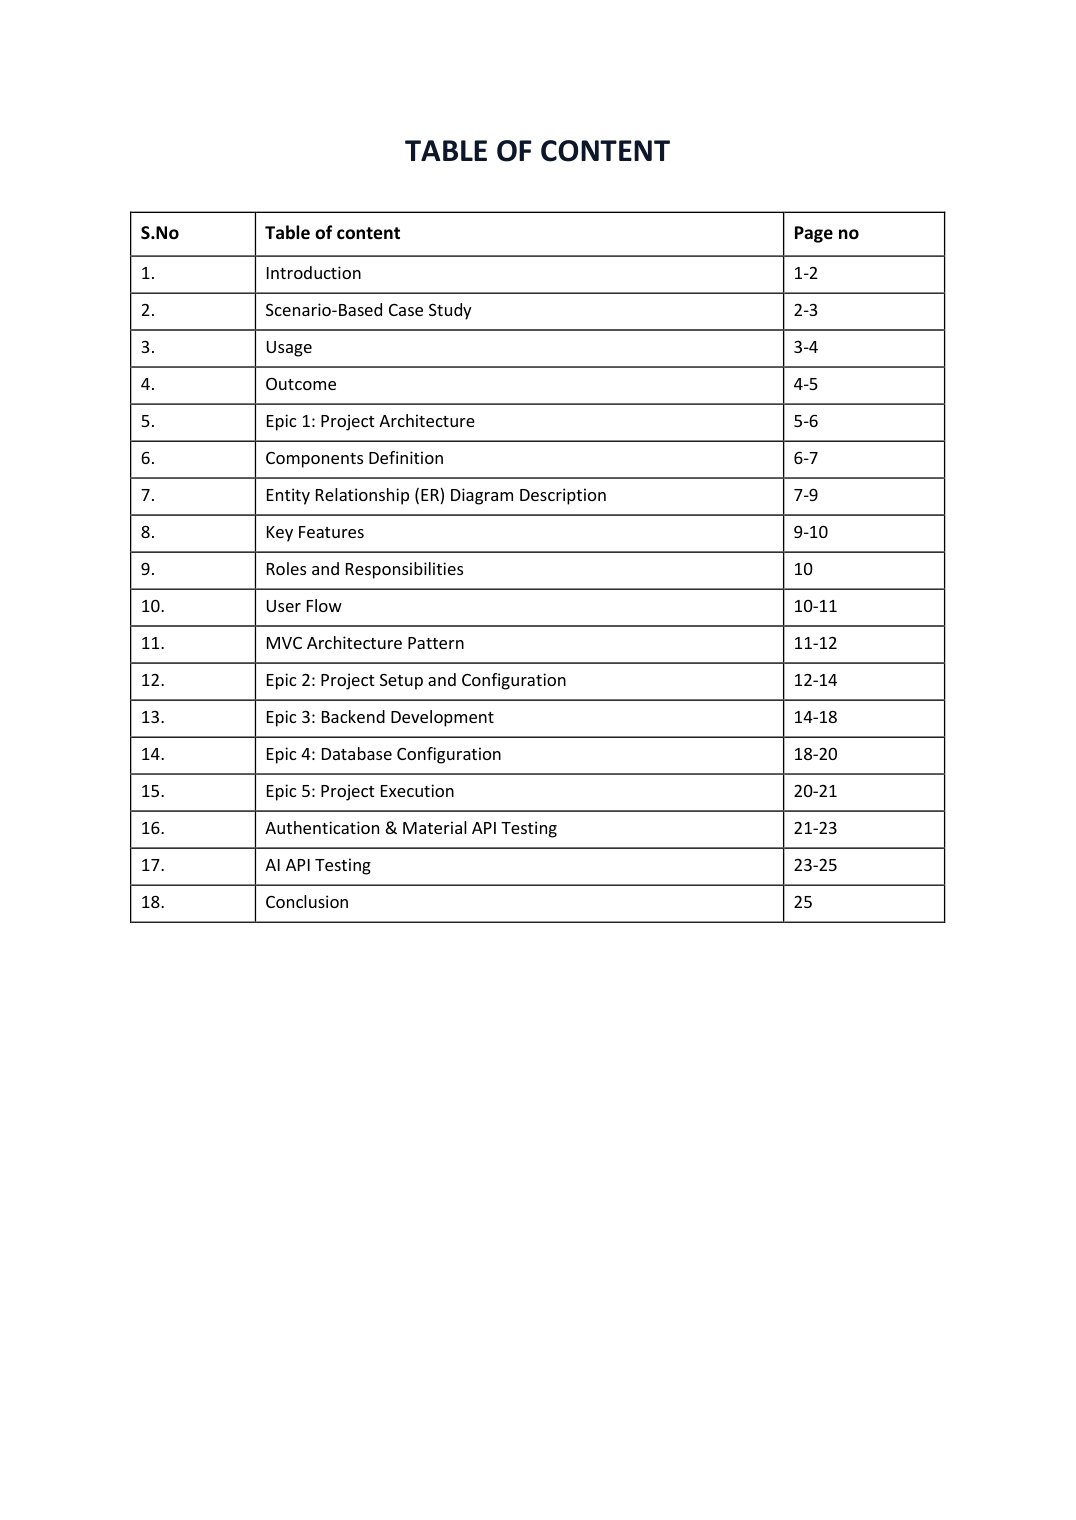 TABLE OF CONTENT
S.No Table of content Page no
1. Introduction 1-2
2. Scenario-Based Case Study 2-3
3. Usage 3-4
4. Outcome 4-5
5. Epic 1: Project Architecture 5-6
6. Components Definition 6-7
7. Entity Relationship (ER) Diagram Description 7-9
8. Key Features 9-10
9. Roles and Responsibilities 10
10. User Flow 10-11
11. MVC Architecture Pattern 11-12
12. Epic 2: Project Setup and Configuration 12-14
13. Epic 3: Backend Development 14-18
14. Epic 4: Database Configuration 18-20
15. Epic 5: Project Execution 20-21
16. Authentication & Material API Testing 21-23
17. AI API Testing 23-25
18. Conclusion 25